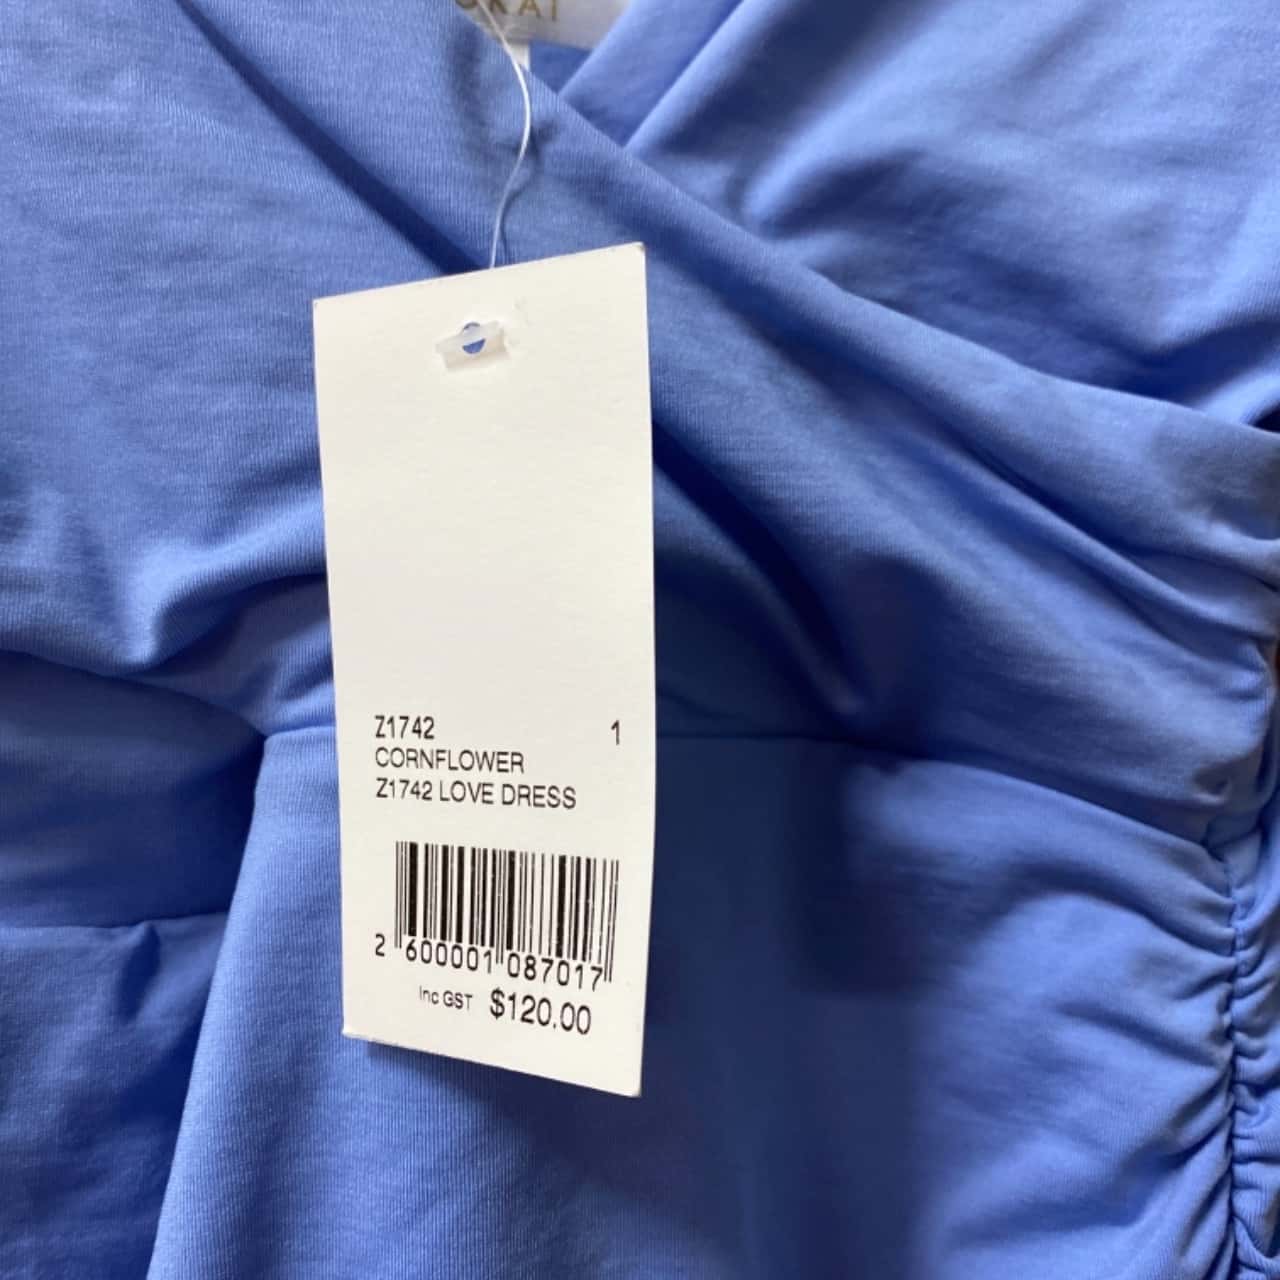 Z1742 1
CORNFLOWER
Z1742 LOVE DRESS
2 600001 087017
Inc GST $120.00